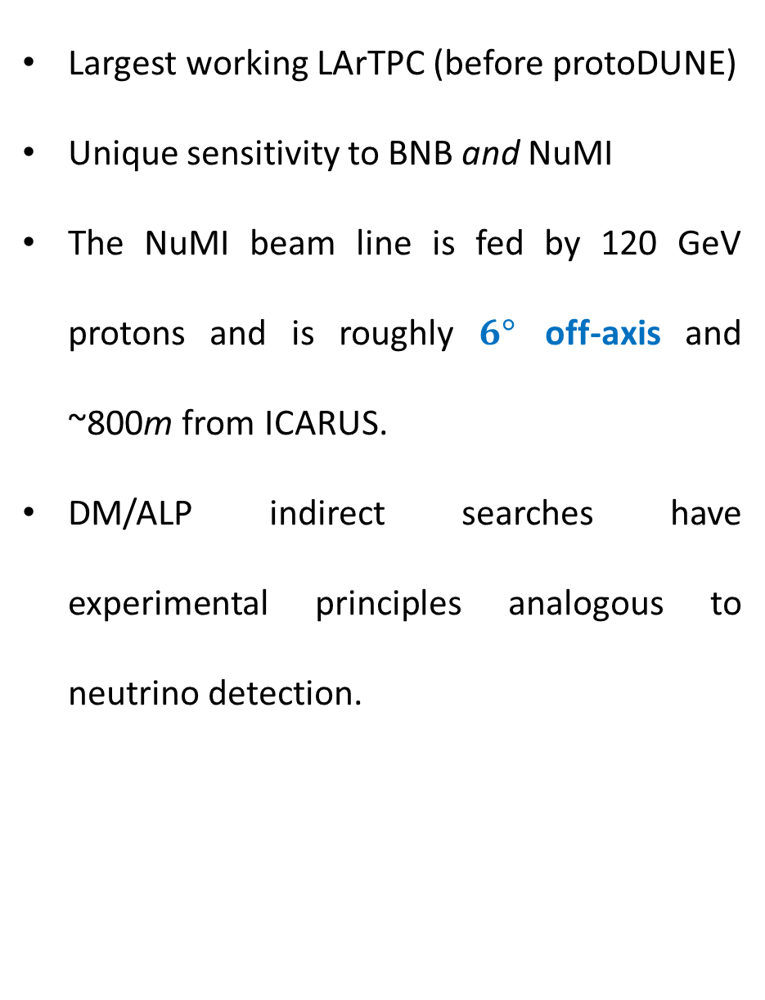 • Largest working LArTPC (before protoDUNE)
• Unique sensitivity to BNB and NuMI
• The NuMI beam line is fed by 120 GeV
protons and is roughly 6° off-axis and
~800m from ICARUS.
• DM/ALP indirect searches have
experimental principles analogous to
neutrino detection.